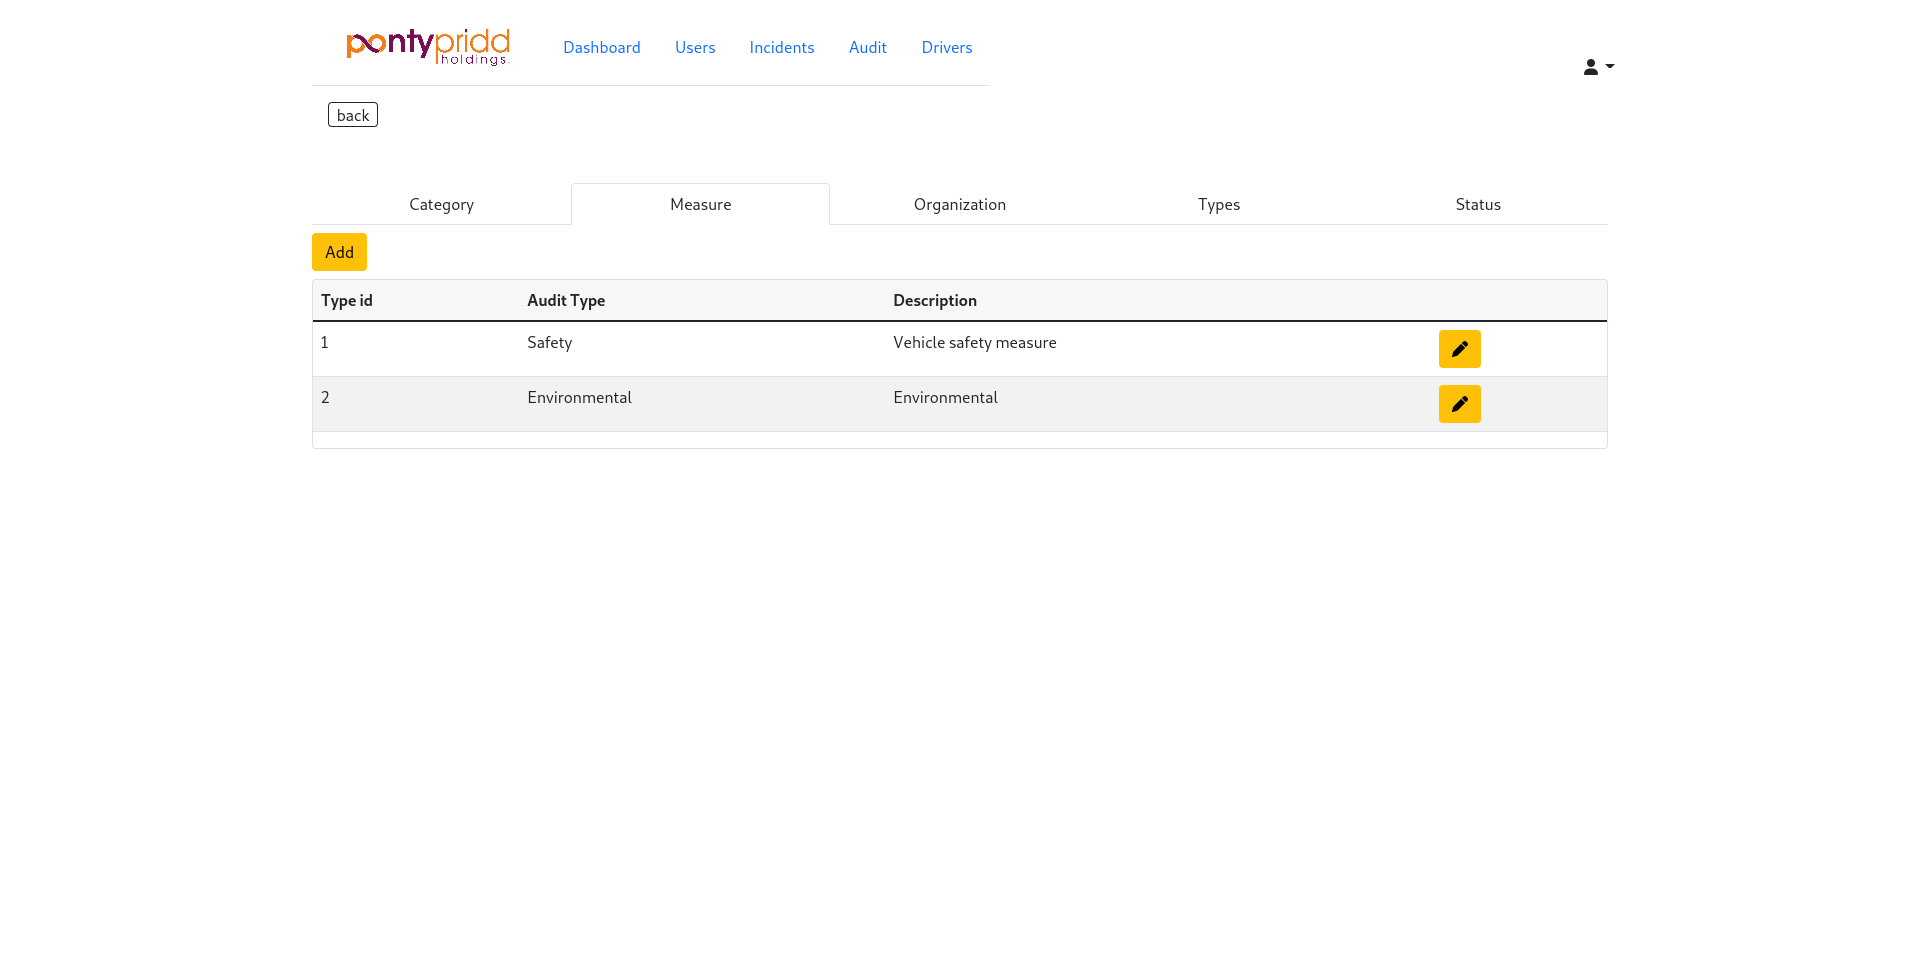 pontypridd
holdings
Dashboard Users Incidents Audit Drivers
back
Category Measure Organization Types Status
Add
Type id Audit Type Description
1 Safety Vehicle safety measure
2 Environmental Environmental